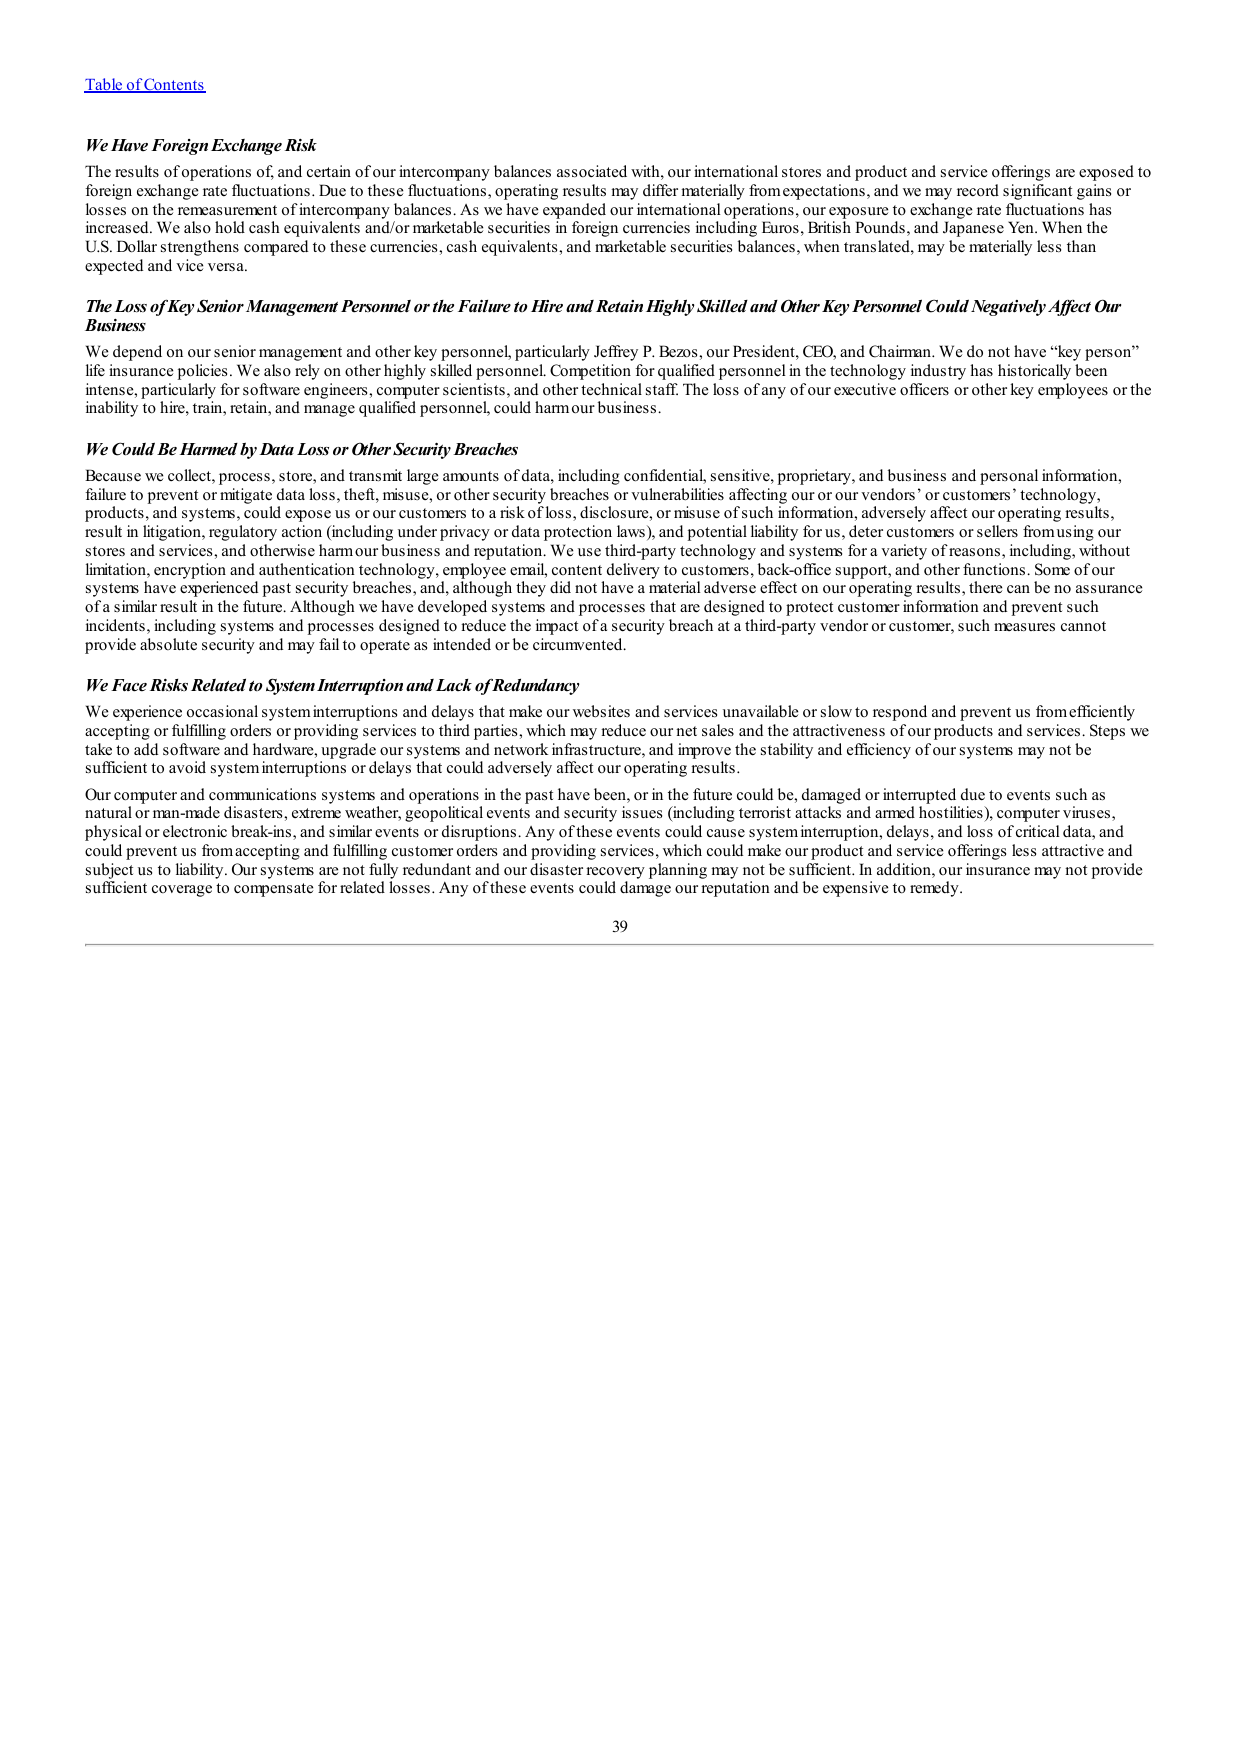 Table of Contents
We Have Foreign Exchange Risk
The results of operations of, and certain of our intercompany balances associated with, our international stores and product and service offerings are exposed to
foreign exchange rate fluctuations. Due to these fluctuations, operating results may differ materially from expectations, and we may record significant gains or
losses on the remeasurement of intercompany balances. As we have expanded our international operations, our exposure to exchange rate fluctuations has
increased. We also hold cash equivalents and/or marketable securities in foreign currencies including Euros, British Pounds, and Japanese Yen. When the
U.S. Dollar strengthens compared to these currencies, cash equivalents, and marketable securities balances, when translated, may be materially less than
expected and vice versa.
The Loss of Key Senior Management Personnel or the Failure to Hire and Retain Highly Skilled and Other Key Personnel Could Negatively Affect Our
Business
We depend on our senior management and other key personnel, particularly Jeffrey P. Bezos, our President, CEO, and Chairman. We do not have “key person”
life insurance policies. We also rely on other highly skilled personnel. Competition for qualified personnel in the technology industry has historically been
intense, particularly for software engineers, computer scientists, and other technical staff. The loss of any of our executive officers or other key employees or the
inability to hire, train, retain, and manage qualified personnel, could harm our business.
We Could Be Harmed by Data Loss or Other Security Breaches
Because we collect, process, store, and transmit large amounts of data, including confidential, sensitive, proprietary, and business and personal information,
failure to prevent or mitigate data loss, theft, misuse, or other security breaches or vulnerabilities affecting our or our vendors’ or customers’ technology,
products, and systems, could expose us or our customers to a risk of loss, disclosure, or misuse of such information, adversely affect our operating results,
result in litigation, regulatory action (including under privacy or data protection laws), and potential liability for us, deter customers or sellers from using our
stores and services, and otherwise harm our business and reputation. We use third-party technology and systems for a variety of reasons, including, without
limitation, encryption and authentication technology, employee email, content delivery to customers, back-office support, and other functions. Some of our
systems have experienced past security breaches, and, although they did not have a material adverse effect on our operating results, there can be no assurance
of a similar result in the future. Although we have developed systems and processes that are designed to protect customer information and prevent such
incidents, including systems and processes designed to reduce the impact of a security breach at a third-party vendor or customer, such measures cannot
provide absolute security and may fail to operate as intended or be circumvented.
We Face Risks Related to System Interruption and Lack of Redundancy
We experience occasional system interruptions and delays that make our websites and services unavailable or slow to respond and prevent us from efficiently
accepting or fulfilling orders or providing services to third parties, which may reduce our net sales and the attractiveness of our products and services. Steps we
take to add software and hardware, upgrade our systems and network infrastructure, and improve the stability and efficiency of our systems may not be
sufficient to avoid system interruptions or delays that could adversely affect our operating results.
Our computer and communications systems and operations in the past have been, or in the future could be, damaged or interrupted due to events such as
natural or man-made disasters, extreme weather, geopolitical events and security issues (including terrorist attacks and armed hostilities), computer viruses,
physical or electronic break-ins, and similar events or disruptions. Any of these events could cause system interruption, delays, and loss of critical data, and
could prevent us from accepting and fulfilling customer orders and providing services, which could make our product and service offerings less attractive and
subject us to liability. Our systems are not fully redundant and our disaster recovery planning may not be sufficient. In addition, our insurance may not provide
sufficient coverage to compensate for related losses. Any of these events could damage our reputation and be expensive to remedy.
39